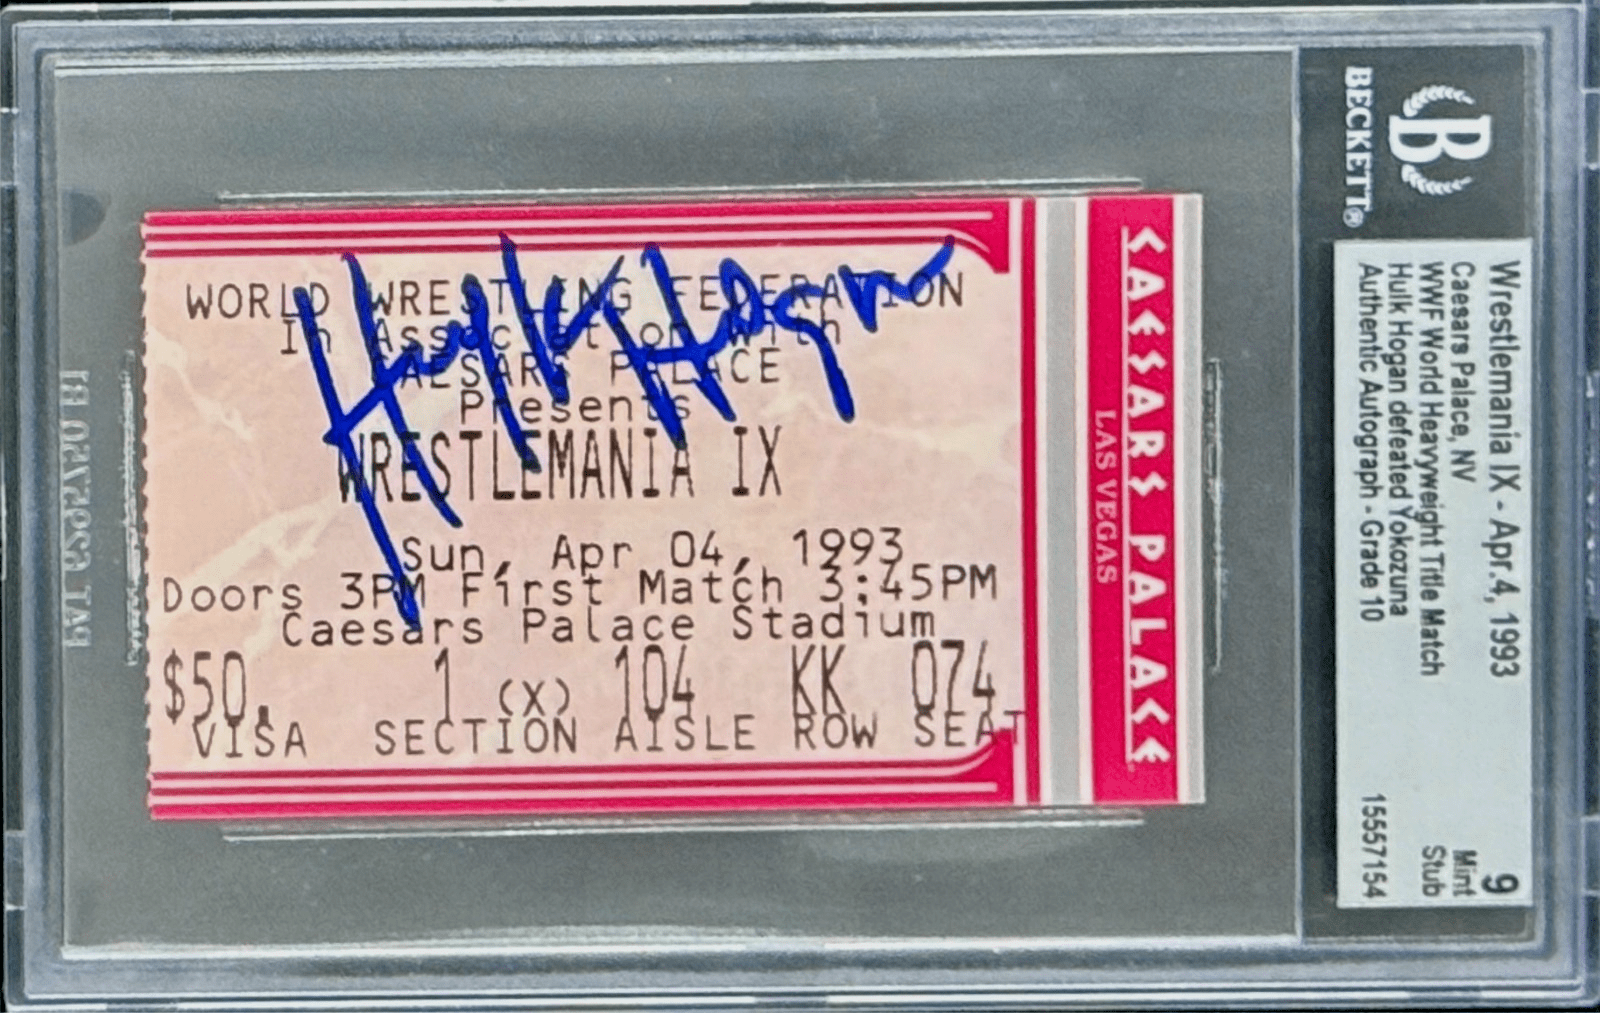 WORLD WRESTLING FEDERATION
In Association With
CAESARS PALACE
Presents
WRESTLEMANIA IX
Sun, Apr 04, 1993
Doors 3PM First Match 3:45PM
Caesars Palace Stadium
$50. 1 (X) 104 KK 074
VISA SECTION AISLE ROW SEAT
Hulk Hogan
CAESARS PALACE
LAS VEGAS
B
BECKETT®
Wrestlemania IX - Apr.4, 1993 9
Caesars Palace, NV Mint
WWF World Heavyweight Title Match Stub
Hulk Hogan defeated Yokozuna
Authentic Autograph - Grade 10 15557154